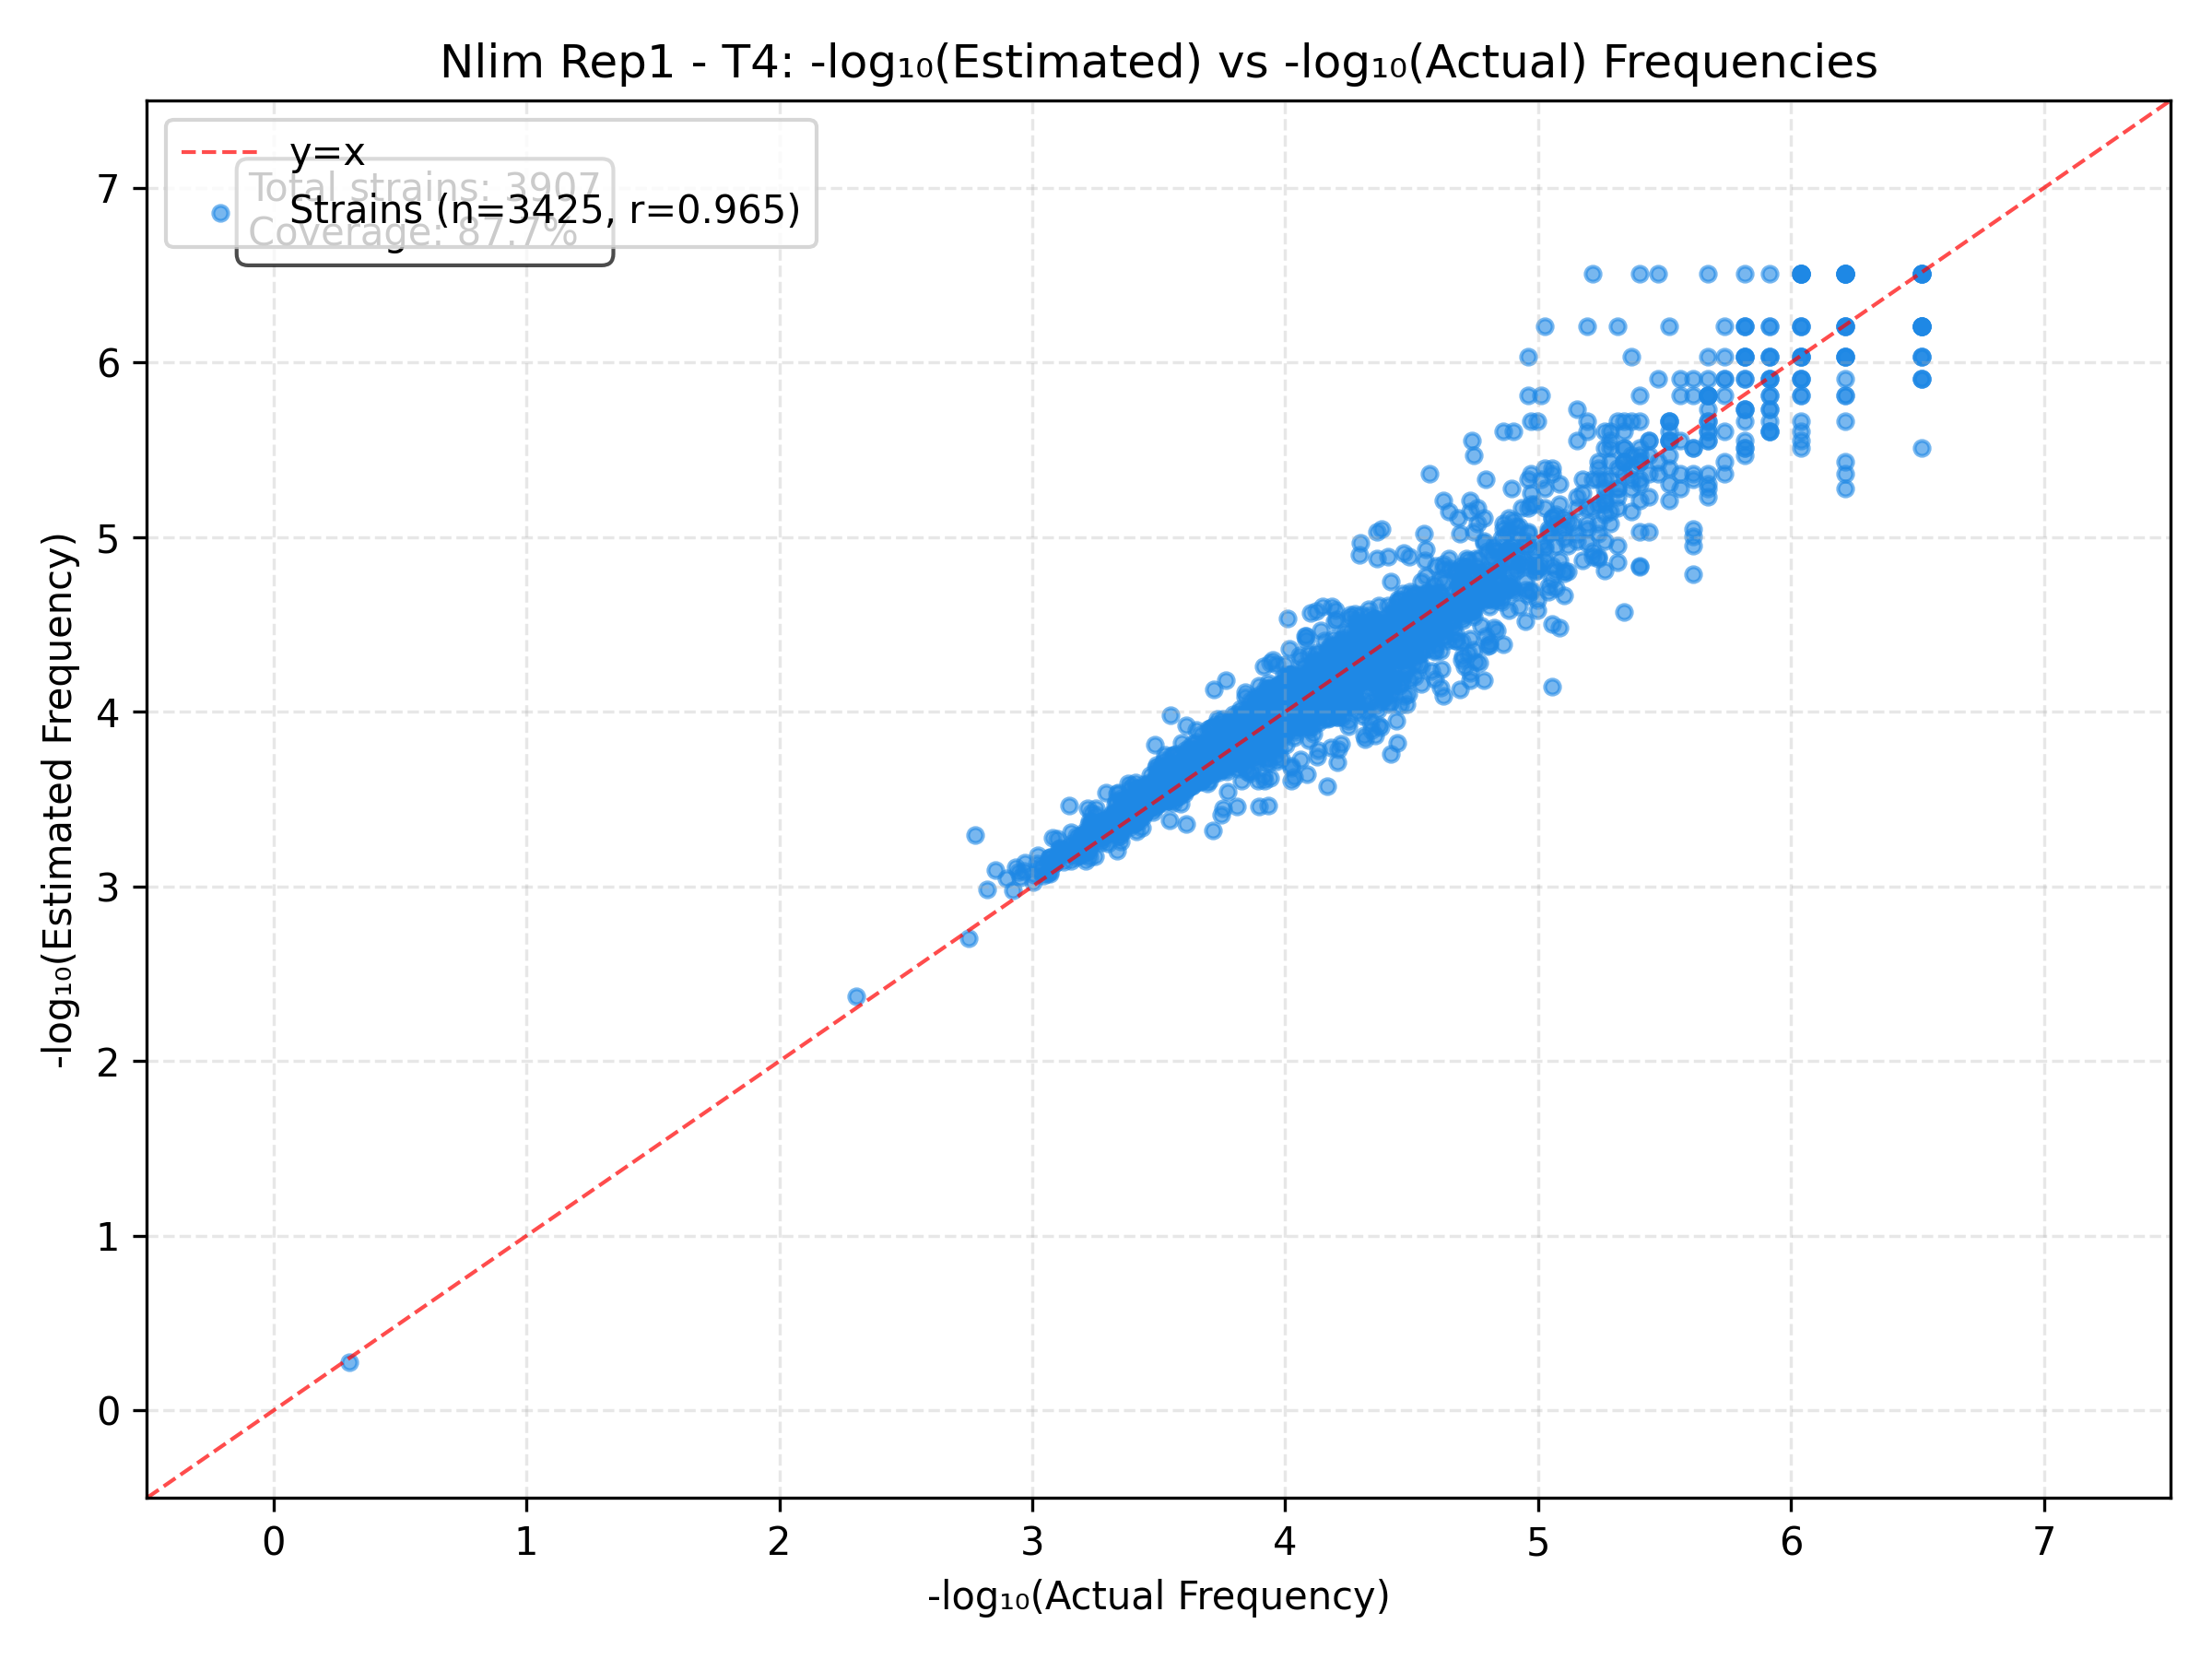 Nlim Rep1 - T4: -log₁₀(Estimated) vs -log₁₀(Actual) Frequencies
y=x
Total strains: 3907
Strains (n=3425, r=0.965)
Coverage: 87.7%
-log₁₀(Estimated Frequency)
7
6
5
4
3
2
1
0
0 1 2 3 4 5 6 7
-log₁₀(Actual Frequency)